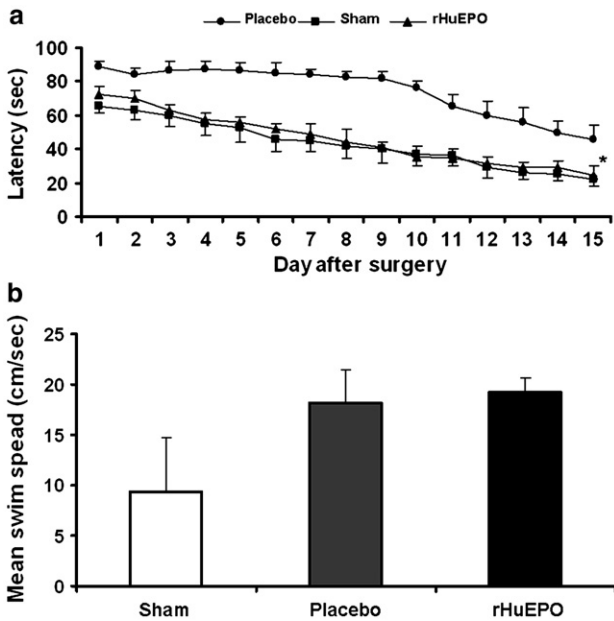 a
Placebo Sham rHuEPO
Latency (sec)
100
80
60
40
20
0
1 2 3 4 5 6 7 8 9 10 11 12 13 14 15
*
Day after surgery
b
Mean swim spead (cm/sec)
25
20
15
10
5
0
Sham Placebo rHuEPO